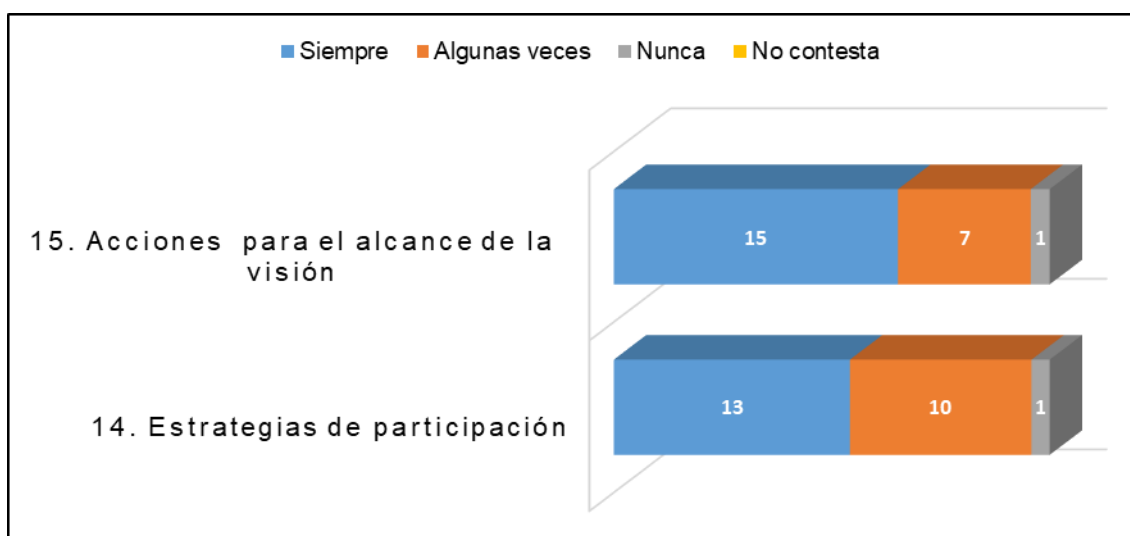 Siempre Algunas veces Nunca No contesta
15. Acciones para el alcance de la
visión
15 7 1
14. Estrategias de participación
13 10 1